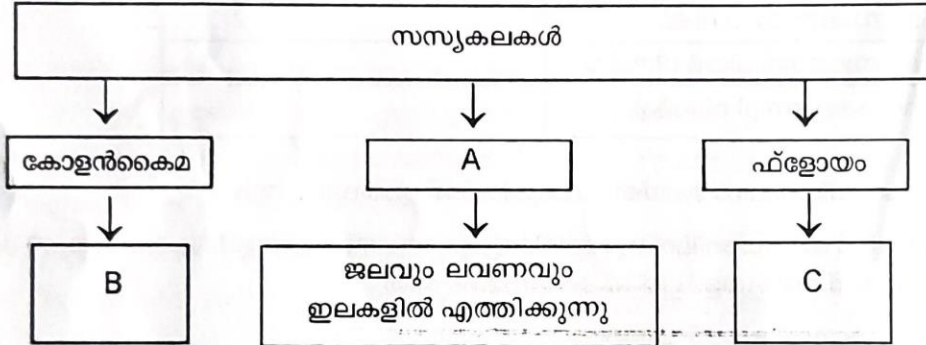 സസ്യകലകൾ
കോളൻകൈമ
A
ഫ്ളോയം
B
ജലവും ലവണവും
ഇലകളിൽ എത്തിക്കുന്നു
C